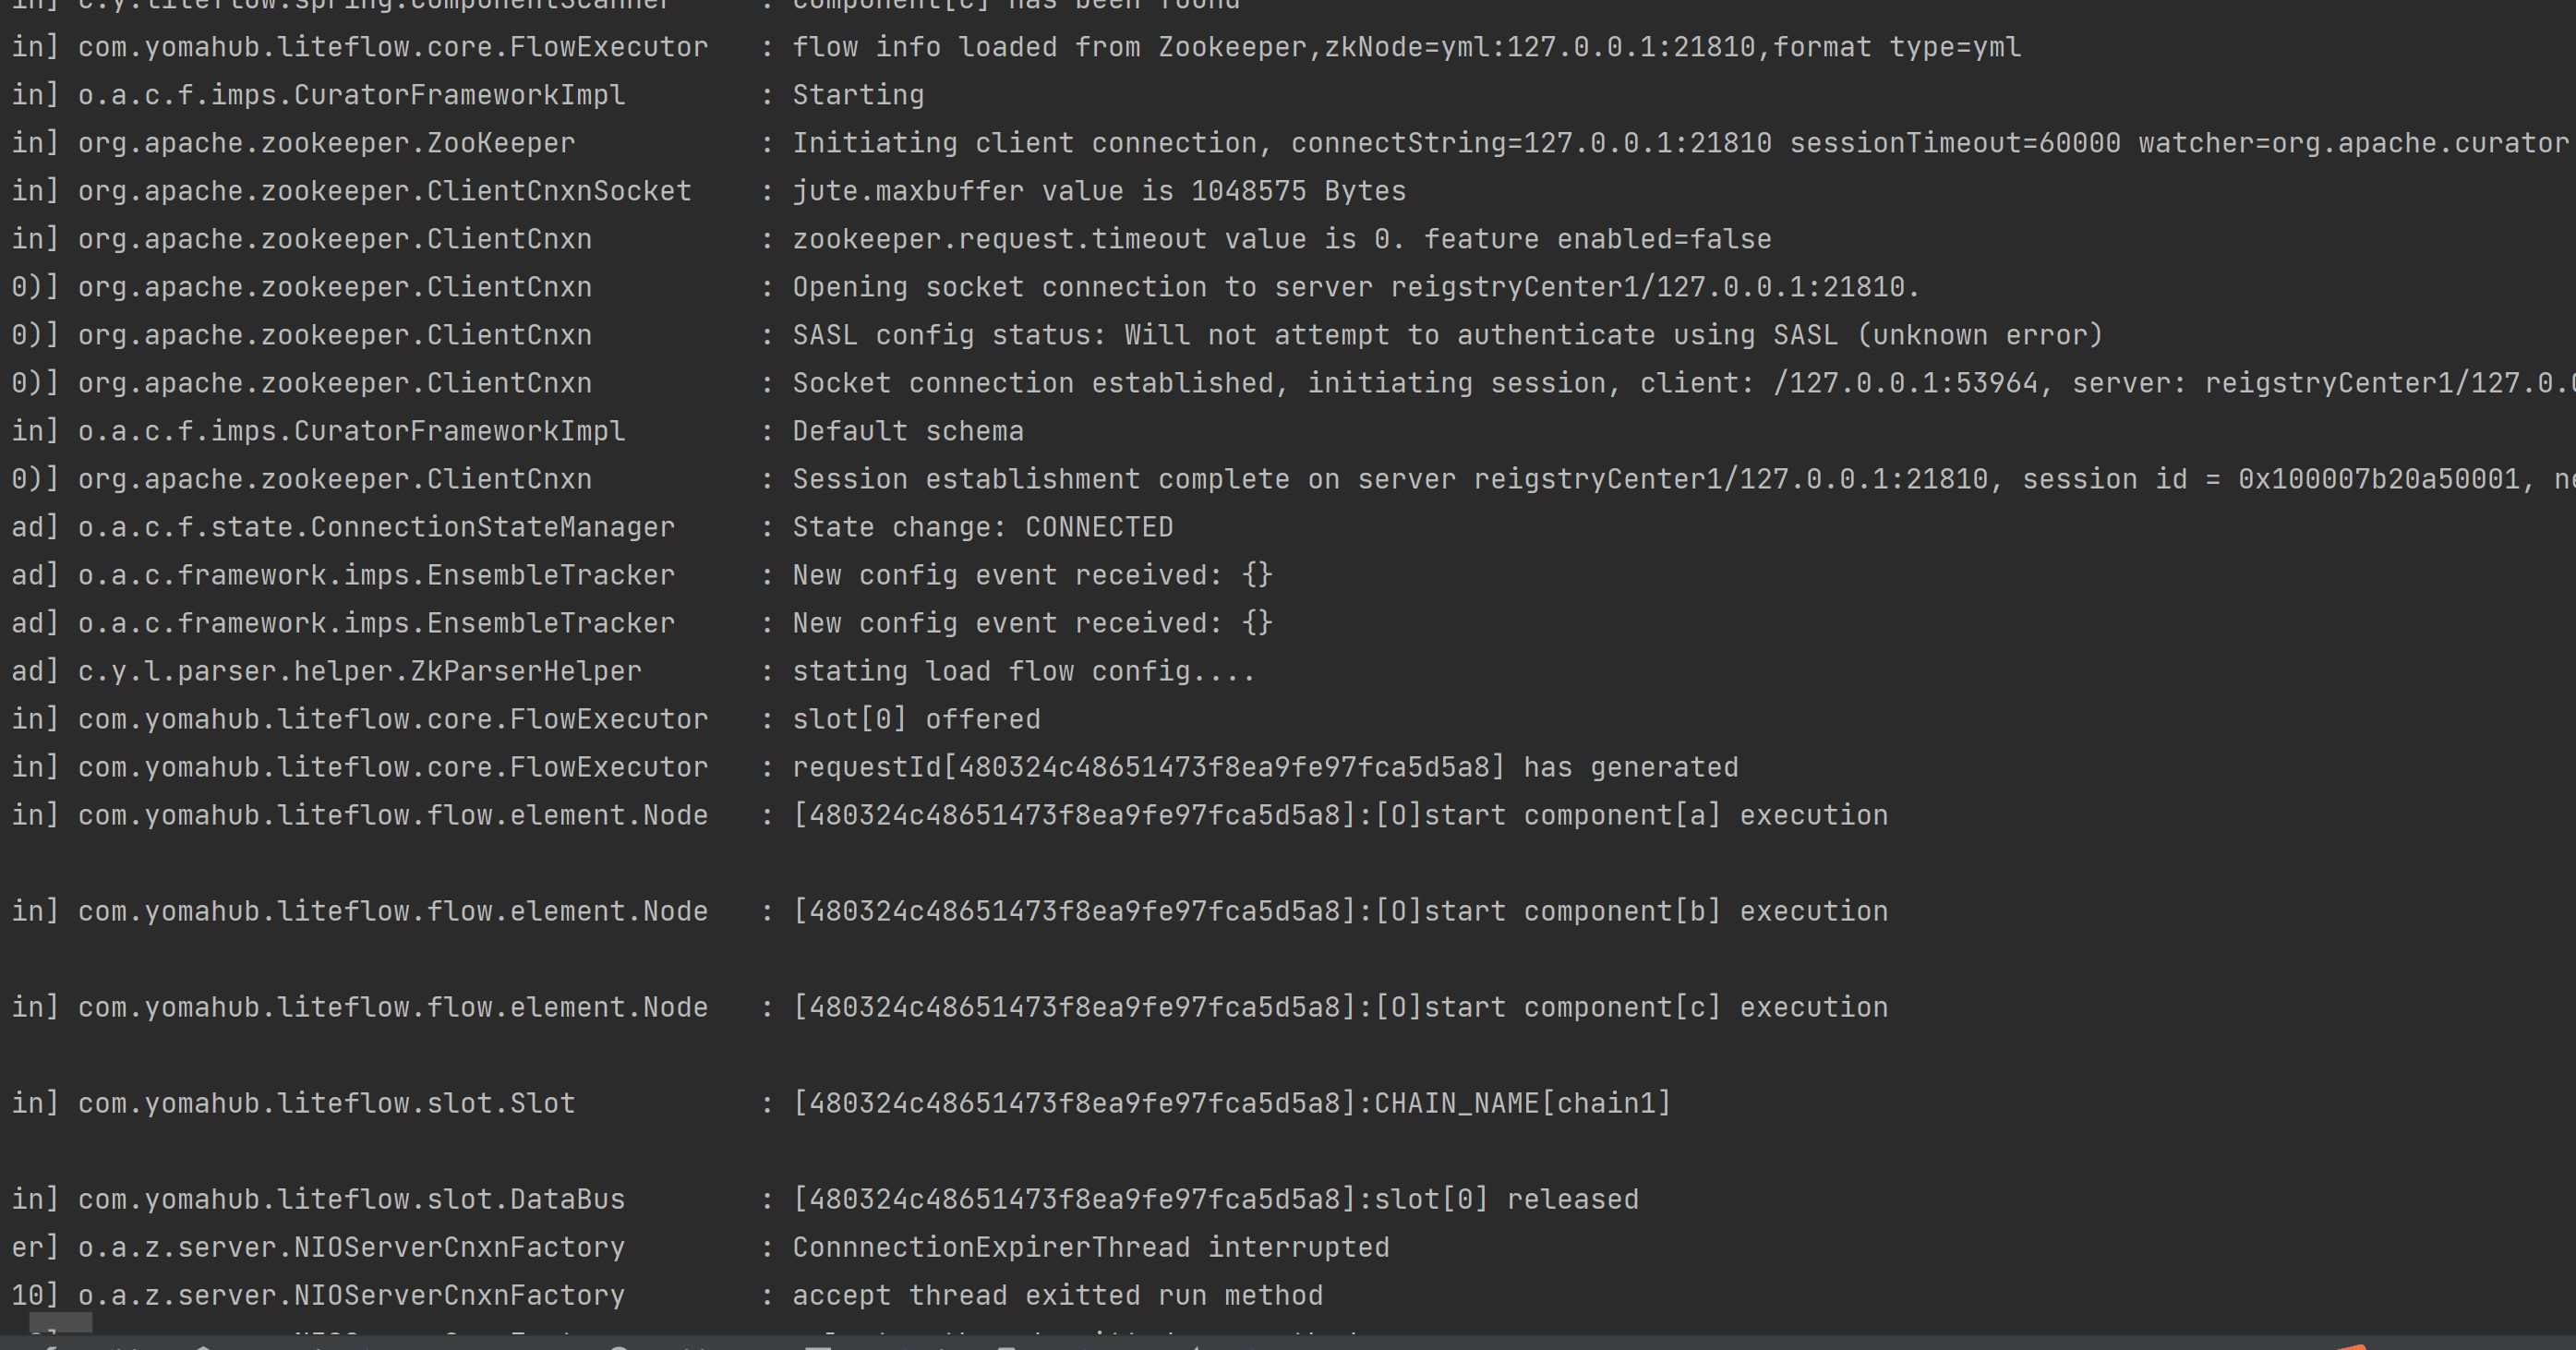 in] c.y.liteflow.spring.ComponentScanner : component[c] has been found
in] com.yomahub.liteflow.core.FlowExecutor : flow info loaded from Zookeeper,zkNode=yml:127.0.0.1:21810,format type=yml
in] o.a.c.f.imps.CuratorFrameworkImpl : Starting
in] org.apache.zookeeper.ZooKeeper : Initiating client connection, connectString=127.0.0.1:21810 sessionTimeout=60000 watcher=org.apache.curator
in] org.apache.zookeeper.ClientCnxnSocket : jute.maxbuffer value is 1048575 Bytes
in] org.apache.zookeeper.ClientCnxn : zookeeper.request.timeout value is 0. feature enabled=false
0)] org.apache.zookeeper.ClientCnxn : Opening socket connection to server reigstryCenter1/127.0.0.1:21810.
0)] org.apache.zookeeper.ClientCnxn : SASL config status: Will not attempt to authenticate using SASL (unknown error)
0)] org.apache.zookeeper.ClientCnxn : Socket connection established, initiating session, client: /127.0.0.1:53964, server: reigstryCenter1/127.0.0
in] o.a.c.f.imps.CuratorFrameworkImpl : Default schema
0)] org.apache.zookeeper.ClientCnxn : Session establishment complete on server reigstryCenter1/127.0.0.1:21810, session id = 0x100007b20a50001, ne
ad] o.a.c.f.state.ConnectionStateManager : State change: CONNECTED
ad] o.a.c.framework.imps.EnsembleTracker : New config event received: {}
ad] o.a.c.framework.imps.EnsembleTracker : New config event received: {}
ad] c.y.l.parser.helper.ZkParserHelper : stating load flow config....
in] com.yomahub.liteflow.core.FlowExecutor : slot[0] offered
in] com.yomahub.liteflow.core.FlowExecutor : requestId[480324c48651473f8ea9fe97fca5d5a8] has generated
in] com.yomahub.liteflow.flow.element.Node : [480324c48651473f8ea9fe97fca5d5a8]:[O]start component[a] execution
in] com.yomahub.liteflow.flow.element.Node : [480324c48651473f8ea9fe97fca5d5a8]:[O]start component[b] execution
in] com.yomahub.liteflow.flow.element.Node : [480324c48651473f8ea9fe97fca5d5a8]:[O]start component[c] execution
in] com.yomahub.liteflow.slot.Slot : [480324c48651473f8ea9fe97fca5d5a8]:CHAIN_NAME[chain1]
in] com.yomahub.liteflow.slot.DataBus : [480324c48651473f8ea9fe97fca5d5a8]:slot[0] released
er] o.a.z.server.NIOServerCnxnFactory : ConnnectionExpirerThread interrupted
10] o.a.z.server.NIOServerCnxnFactory : accept thread exitted run method